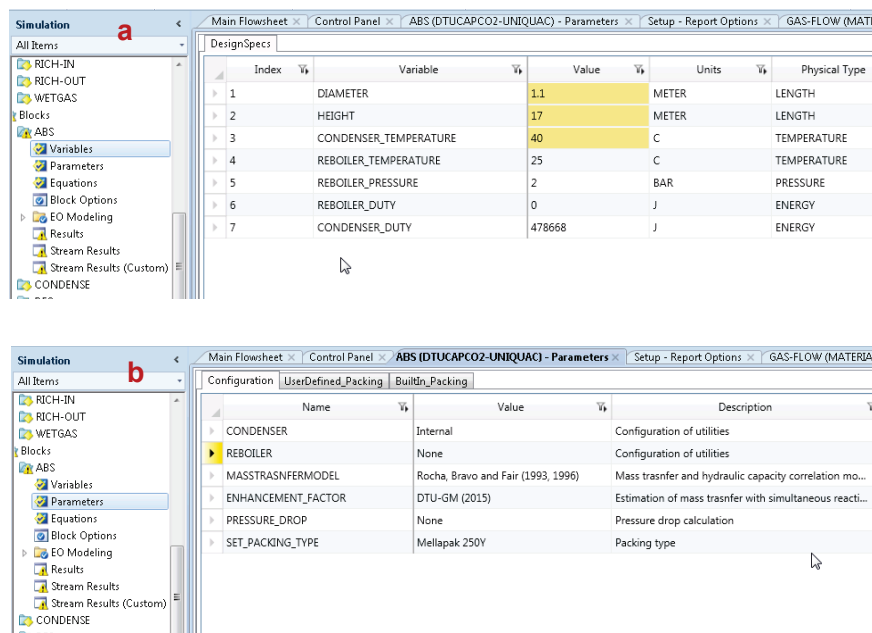 Simulation
a
All Items
RICH-IN
RICH-OUT
WETGAS
Blocks
ABS
Variables
Parameters
Equations
Block Options
EO Modeling
Results
Stream Results
Stream Results (Custom)
CONDENSE
Main Flowsheet × Control Panel × ABS (DTUCAPCO2-UNIQUAC) - Parameters × Setup - Report Options × GAS-FLOW (MATE
DesignSpecs
Index Variable Value Units Physical Type
1 DIAMETER 1.1 METER LENGTH
2 HEIGHT 17 METER LENGTH
3 CONDENSER_TEMPERATURE 40 C TEMPERATURE
4 REBOILER_TEMPERATURE 25 C TEMPERATURE
5 REBOILER_PRESSURE 2 BAR PRESSURE
6 REBOILER_DUTY 0 J ENERGY
7 CONDENSER_DUTY 478668 J ENERGY
Simulation
b
All Items
RICH-IN
RICH-OUT
WETGAS
Blocks
ABS
Variables
Parameters
Equations
Block Options
EO Modeling
Results
Stream Results
Stream Results (Custom)
CONDENSE
Main Flowsheet × Control Panel × ABS (DTUCAPCO2-UNIQUAC) - Parameters × Setup - Report Options × GAS-FLOW (MATERIA
Configuration UserDefined_Packing BuiltIn_Packing
Name Value Description
CONDENSER Internal Configuration of utilities
REBOILER None Configuration of utilities
MASSTRASNFERMODEL Rocha, Bravo and Fair (1993, 1996) Mass trasnfer and hydraulic capacity correlation mo...
ENHANCEMENT_FACTOR DTU-GM (2015) Estimation of mass trasnfer with simultaneous reacti...
PRESSURE_DROP None Pressure drop calculation
SET_PACKING_TYPE Mellapak 250Y Packing type